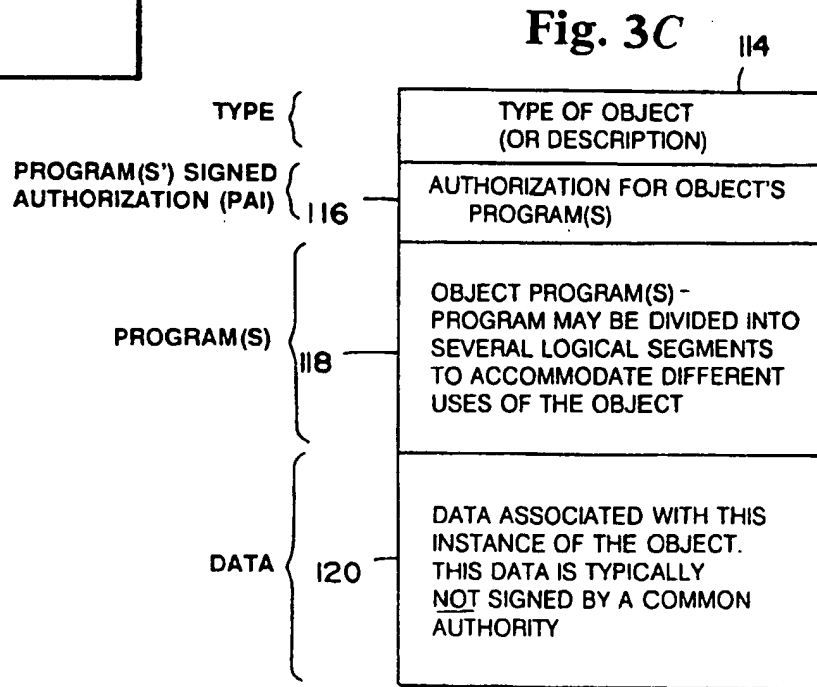 Fig. 3C
114
TYPE
TYPE OF OBJECT
(OR DESCRIPTION)
PROGRAM(S') SIGNED
AUTHORIZATION (PAI)
116
AUTHORIZATION FOR OBJECT'S
PROGRAM(S)
PROGRAM(S)
118
OBJECT PROGRAM(S) -
PROGRAM MAY BE DIVIDED INTO
SEVERAL LOGICAL SEGMENTS
TO ACCOMMODATE DIFFERENT
USES OF THE OBJECT
DATA
120
DATA ASSOCIATED WITH THIS
INSTANCE OF THE OBJECT.
THIS DATA IS TYPICALLY
NOT SIGNED BY A COMMON
AUTHORITY